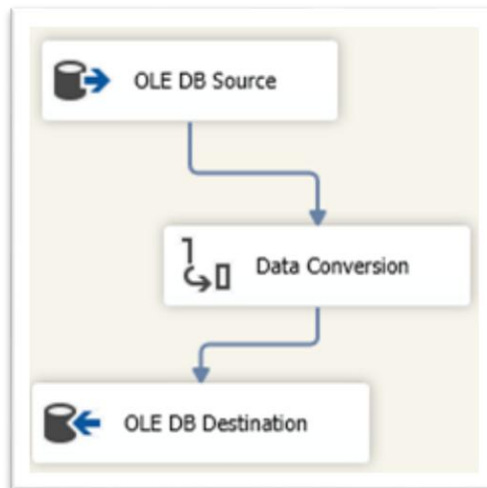 OLE DB Source
Data Conversion
OLE DB Destination